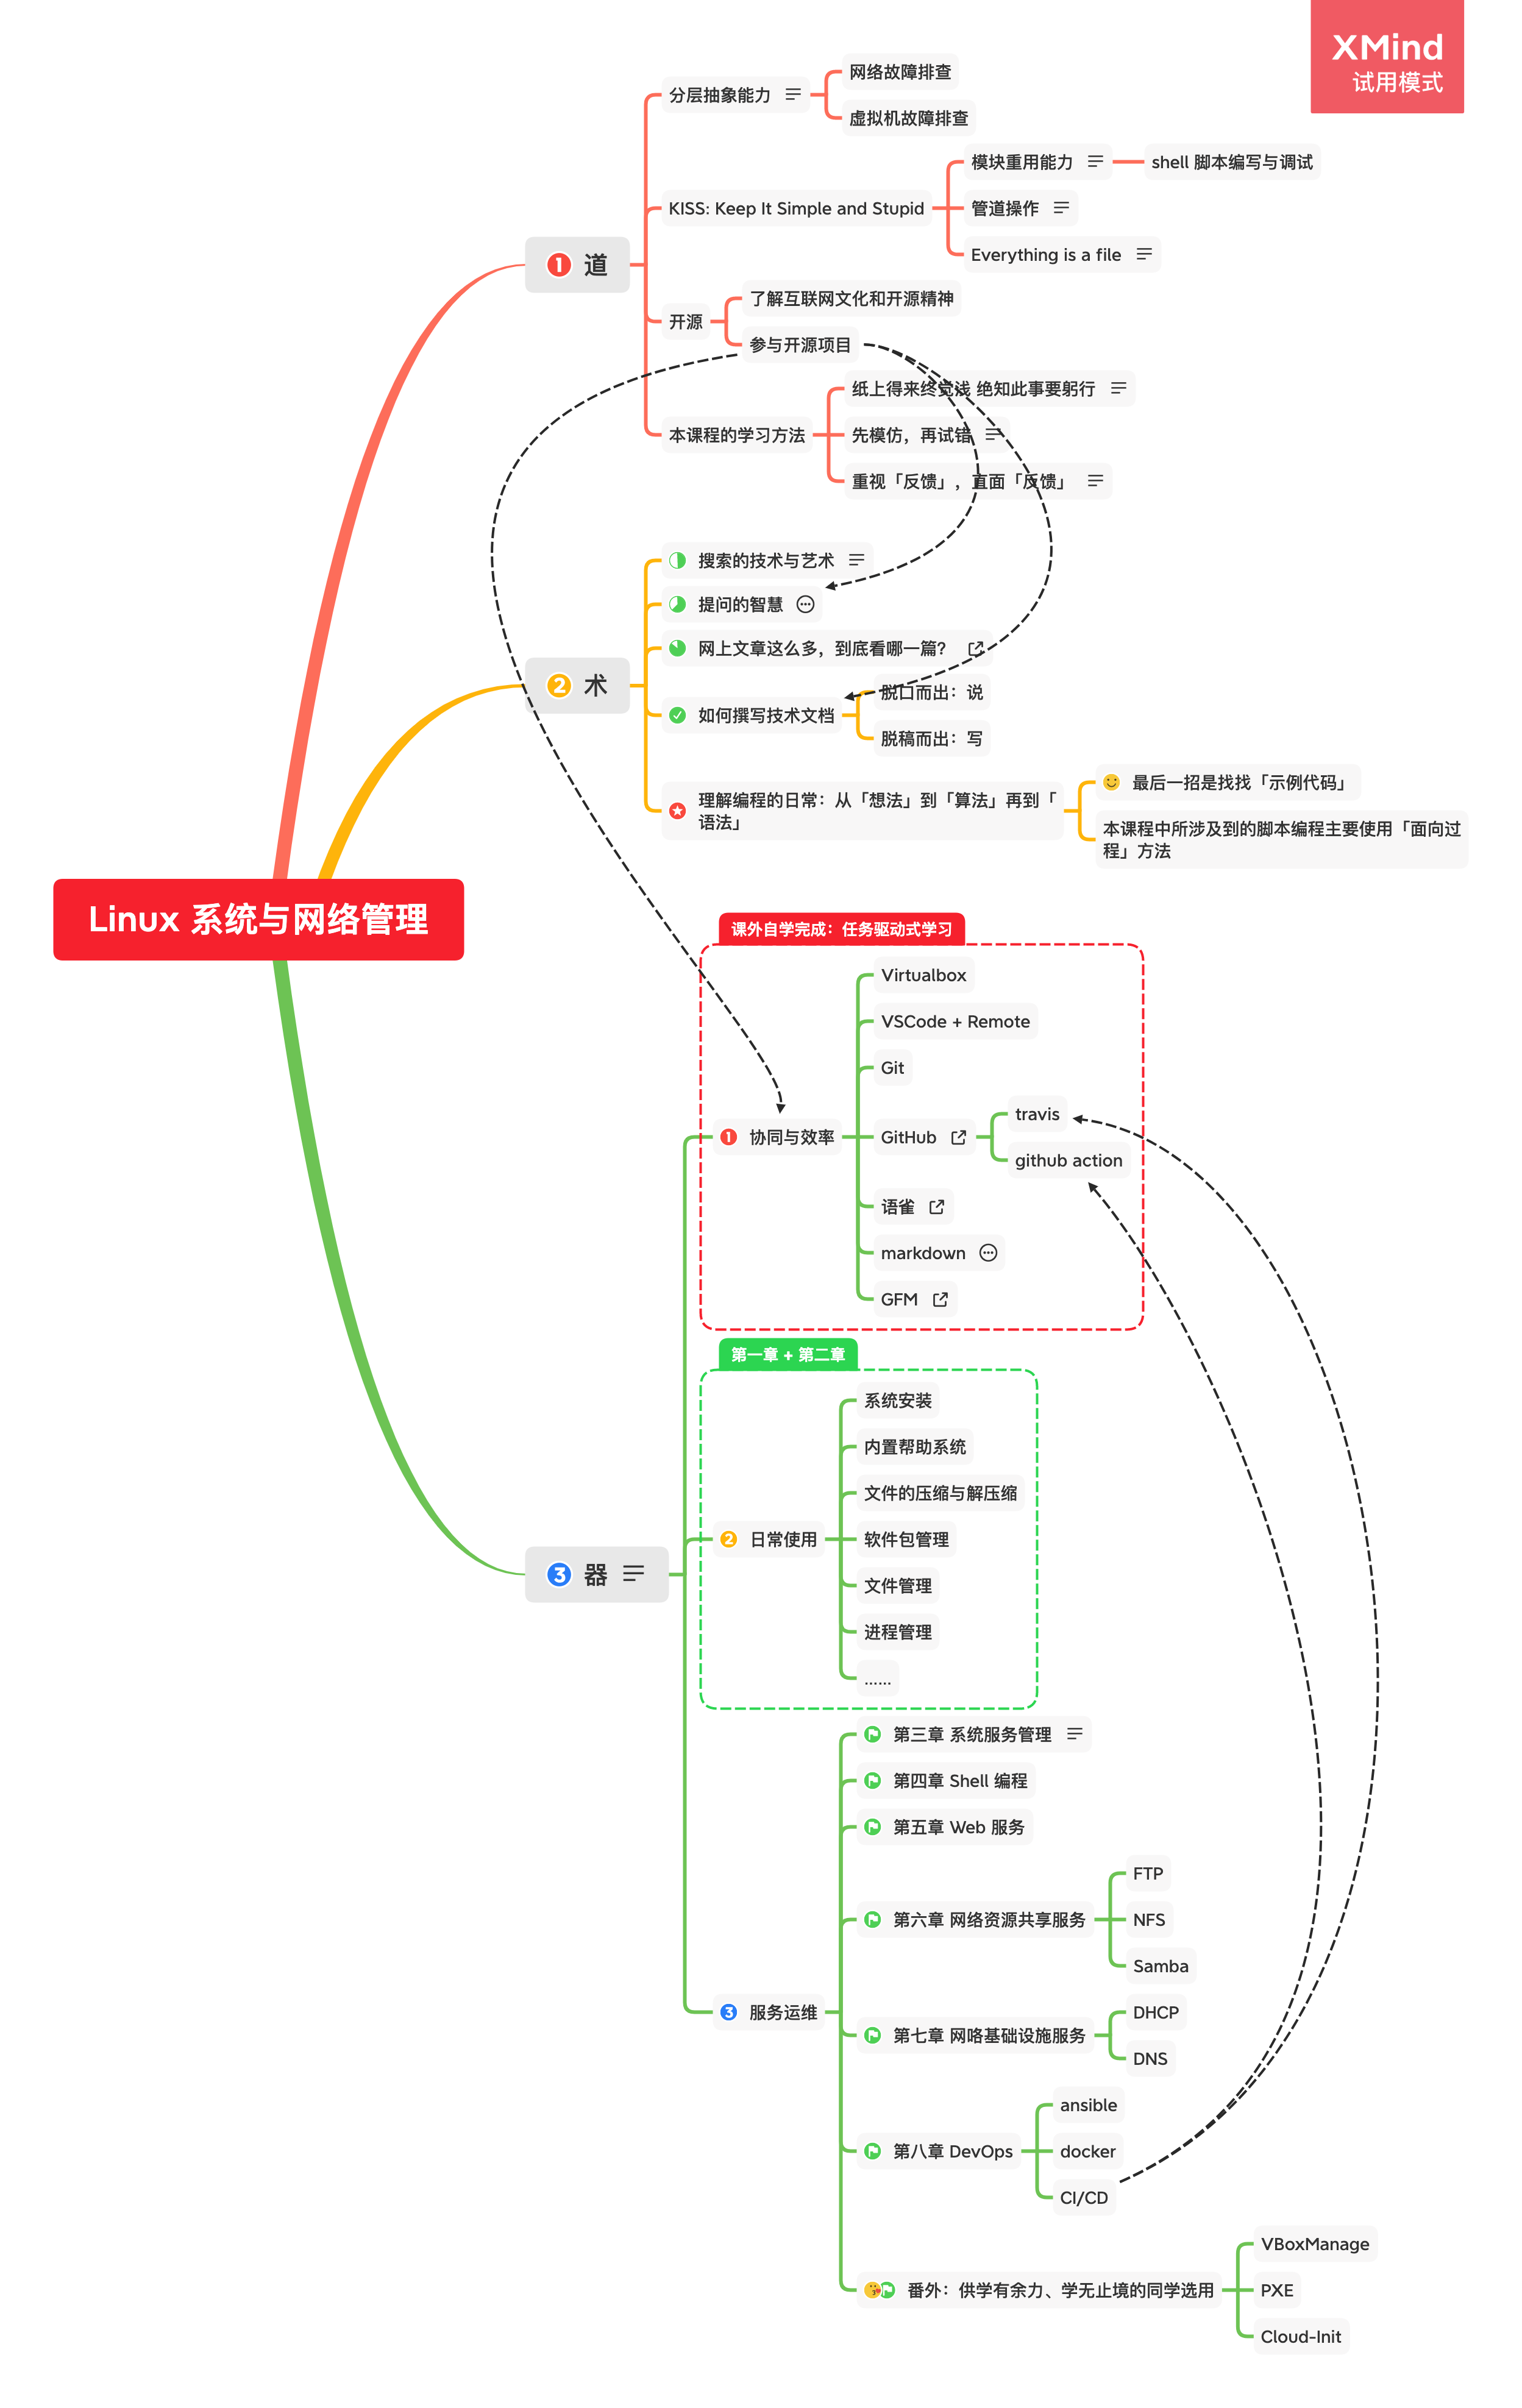 XMind
试用模式
网络故障排查
分层抽象能力
虚拟机故障排查
模块重用能力
shell 脚本编写与调试
KISS: Keep It Simple and Stupid
管道操作
Everything is a file
1 道
了解互联网文化和开源精神
开源
参与开源项目
纸上得来终觉浅 绝知此事要躬行
本课程的学习方法
先模仿，再试错
重视「反馈」，直面「反馈」
搜索的技术与艺术
提问的智慧
网上文章这么多，到底看哪一篇？
2 术
脱口而出：说
如何撰写技术文档
脱稿而出：写
理解编程的日常：从「想法」到「算法」再到「
语法」
最后一招是找找「示例代码」
本课程中所涉及到的脚本编程主要使用「面向过
程」方法
Linux 系统与网络管理
课外自学完成：任务驱动式学习
Virtualbox
VSCode + Remote
Git
1 协同与效率
GitHub
travis
github action
语雀
markdown
GFM
第一章 + 第二章
系统安装
内置帮助系统
文件的压缩与解压缩
2 日常使用
软件包管理
文件管理
进程管理
......
3 器
第三章 系统服务管理
第四章 Shell 编程
第五章 Web 服务
FTP
第六章 网络资源共享服务
NFS
Samba
3 服务运维
第七章 网咯基础设施服务
DHCP
DNS
ansible
第八章 DevOps
docker
CI/CD
VBoxManage
番外：供学有余力、学无止境的同学选用
PXE
Cloud-Init